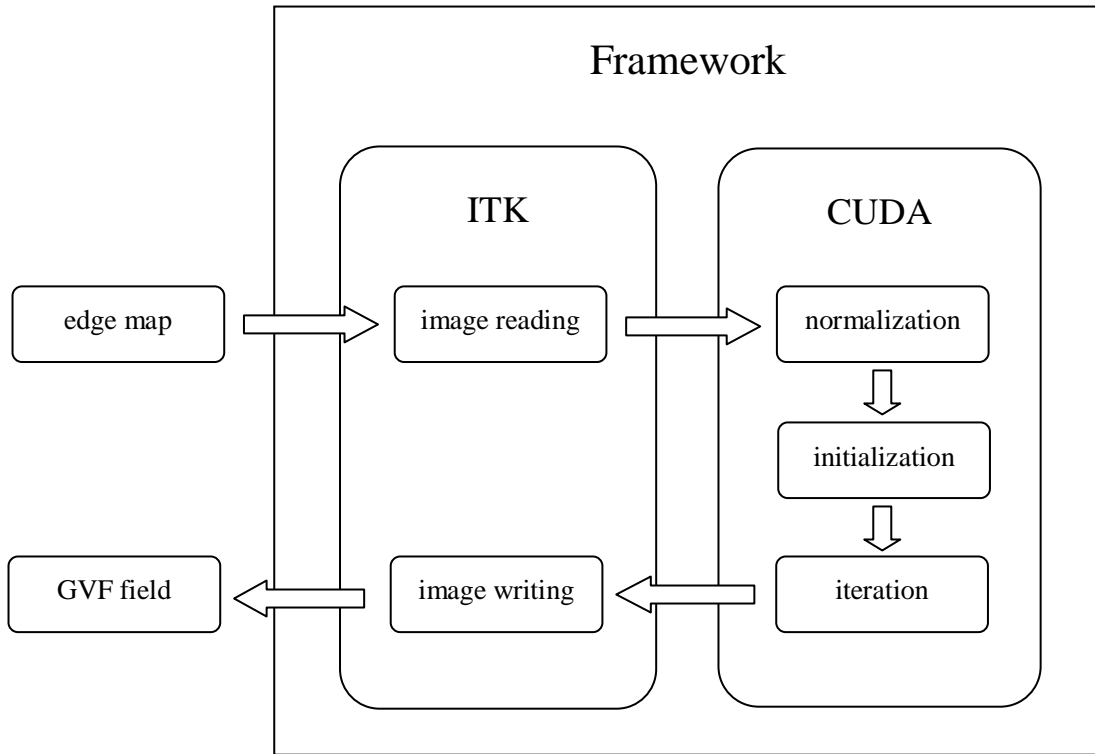 Framework
ITK
CUDA
edge map
image reading
normalization
initialization
GVF field
image writing
iteration